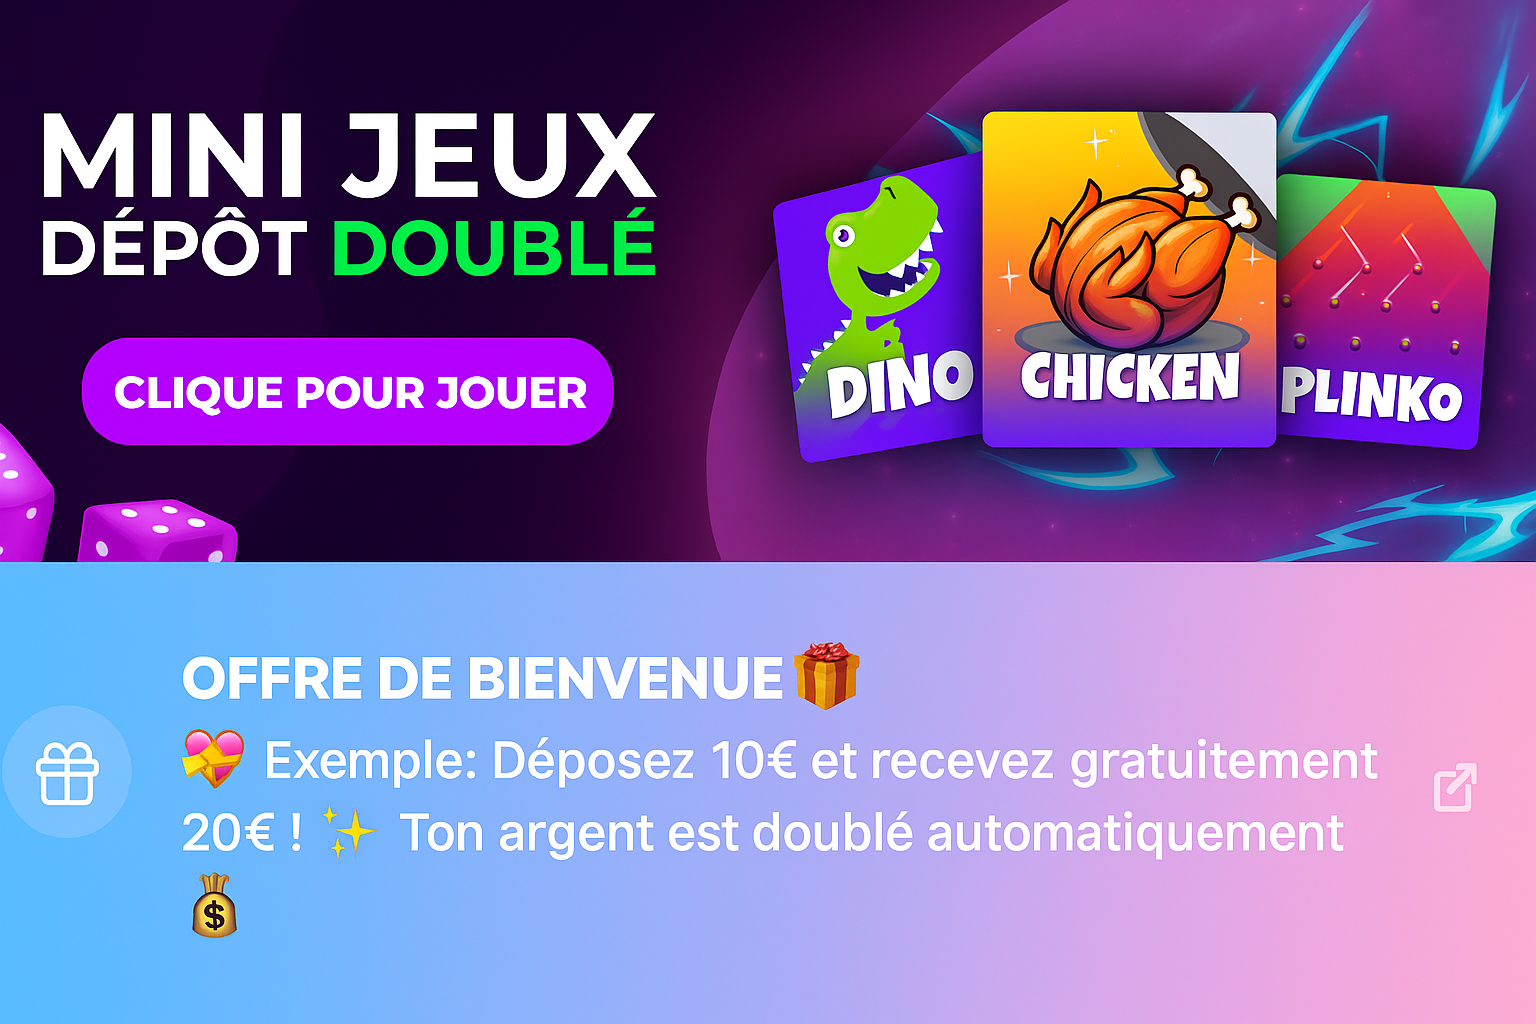 MINI JEUX
DÉPÔT DOUBLÉ
CLIQUE POUR JOUER
DINO
CHICKEN
PLINKO
OFFRE DE BIENVENUE🎁
💝 Exemple: Déposez 10€ et recevez gratuitement
20€ ! ✨ Ton argent est doublé automatiquement
💰